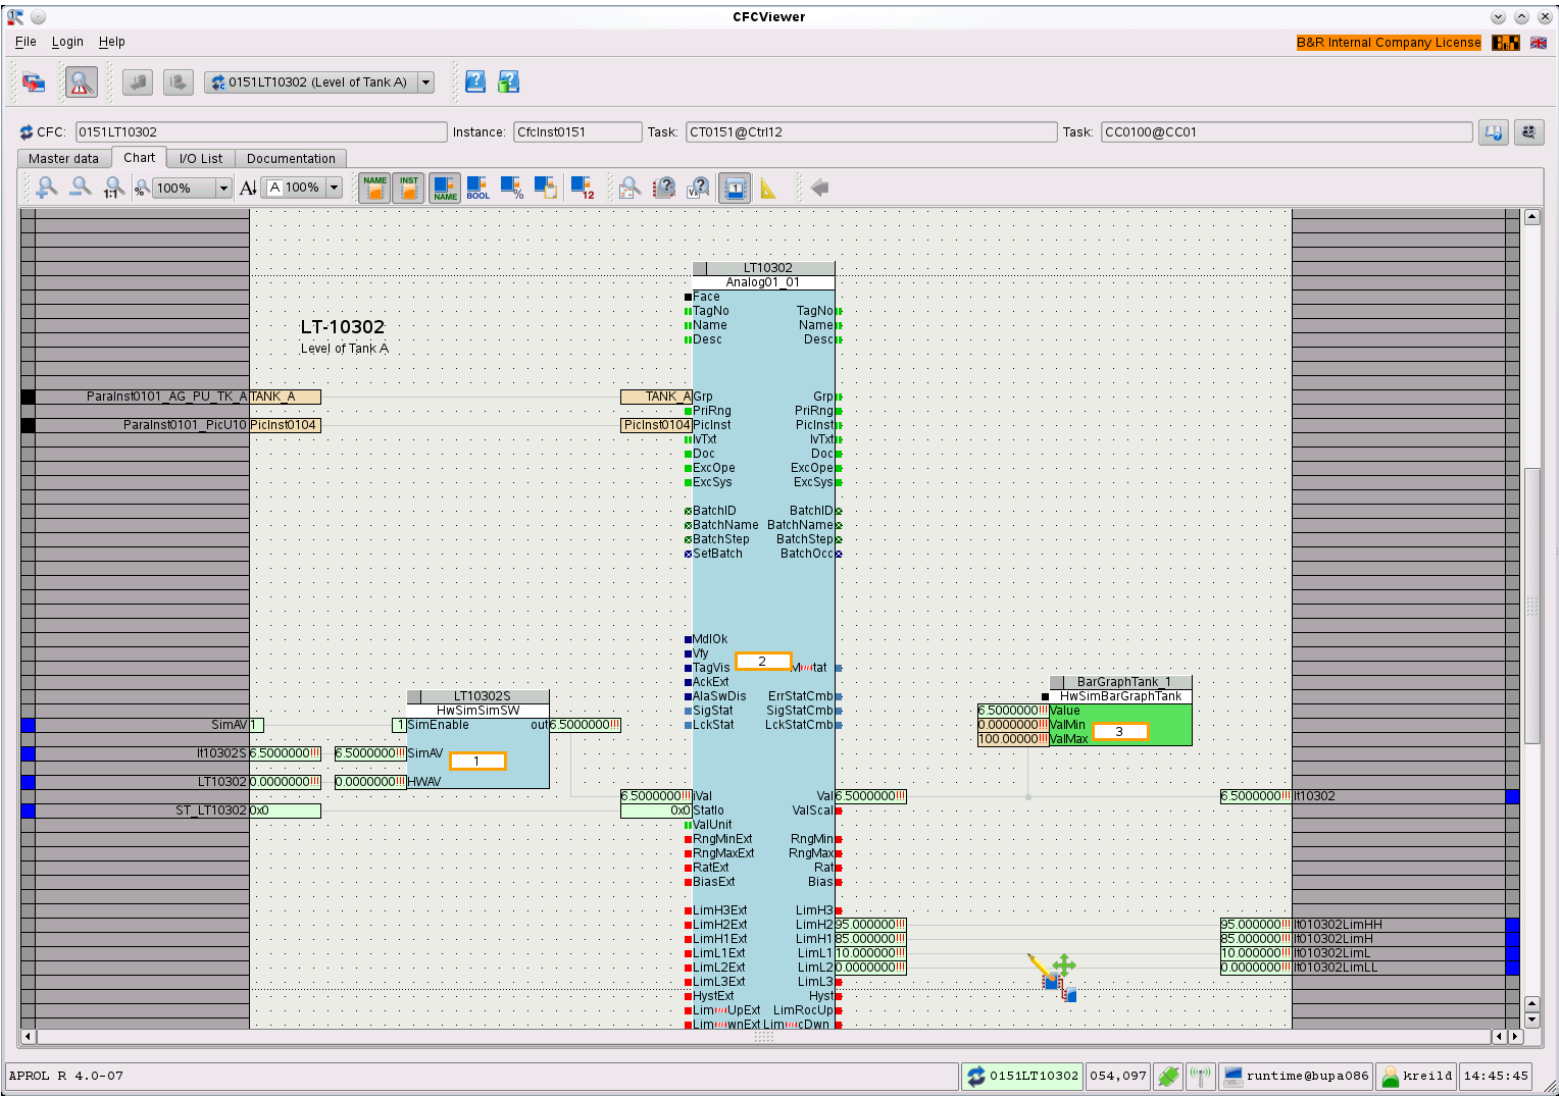 CFCViewer
File Login Help
B&R Internal Company License
0151LT10302 (Level of Tank A)
CFC: 0151LT10302 Instance: CfcInst0151 Task: CT0151@Ctrl12 Task: CC0100@CC01
Master data Chart I/O List Documentation
1:1 % 100% A 100% NAME INST NAME BOOL % 12 1
LT10302
Analog01_01
Face
TagNo TagNo
Name Name
Desc Desc
LT-10302
Level of Tank A
ParaInst0101_AG_PU_TK_A TANK_A TANK_A Grp Grp
PriRng PriRng
ParaInst0101_PicU10 PicInst0104 PicInst0104 PicInst PicInst
IvTxt IvTxt
Doc Doc
ExcOpe ExcOpe
ExcSys ExcSys
BatchID BatchID
BatchName BatchName
BatchStep BatchStep
SetBatch BatchOcc
MdlOk
Vfy
2
TagVis
AckExt
AlaSwDis ErrStatCmb
SigStat SigStatCmb
LckStat LckStatCmb
LT10302S
HwSimSimSW
SimAV 1 1 SimEnable out 6.5000000!!!
lt10302S 6.5000000!!! 6.5000000!!! SimAV
1
LT10302 0.0000000!!! 0.0000000!!! HWAV
ST_LT10302 0x0
BarGraphTank_1
HwSimBarGraphTank
6.5000000!!! Value
0.0000000!!! ValMin
100.00000!!! ValMax
3
6.5000000!!! iVal Val 6.5000000!!! 6.5000000!!! lt10302
0x0 StatIo ValScal
ValUnit
RngMinExt RngMin
RngMaxExt RngMax
RatExt Rat
BiasExt Bias
LimH3Ext LimH3
LimH2Ext LimH2 95.000000!!! 95.000000!!! lt010302LimHH
LimH1Ext LimH1 85.000000!!! 85.000000!!! lt010302LimH
LimL1Ext LimL1 10.000000!!! 10.000000!!! lt010302LimL
LimL2Ext LimL2 0.0000000!!! 0.0000000!!! lt010302LimLL
LimL3Ext LimL3
HystExt Hyst
LimRocUp
APROL R 4.0-07 0151LT10302 054,097 runtime@bupa086 kreild 14:45:45